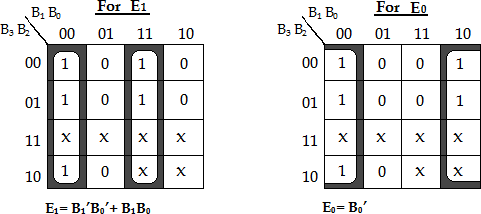 For E1 For E0
B1 B0 B1 B0
B3 B2 00 01 11 10 B3 B2 00 01 11 10
00 1 0 1 0 00 1 0 0 1
01 1 0 1 0 01 1 0 0 1
11 x x x x 11 x x x x
10 1 0 x x 10 1 0 x x
E1= B1′B0′+ B1B0 E0= B0′